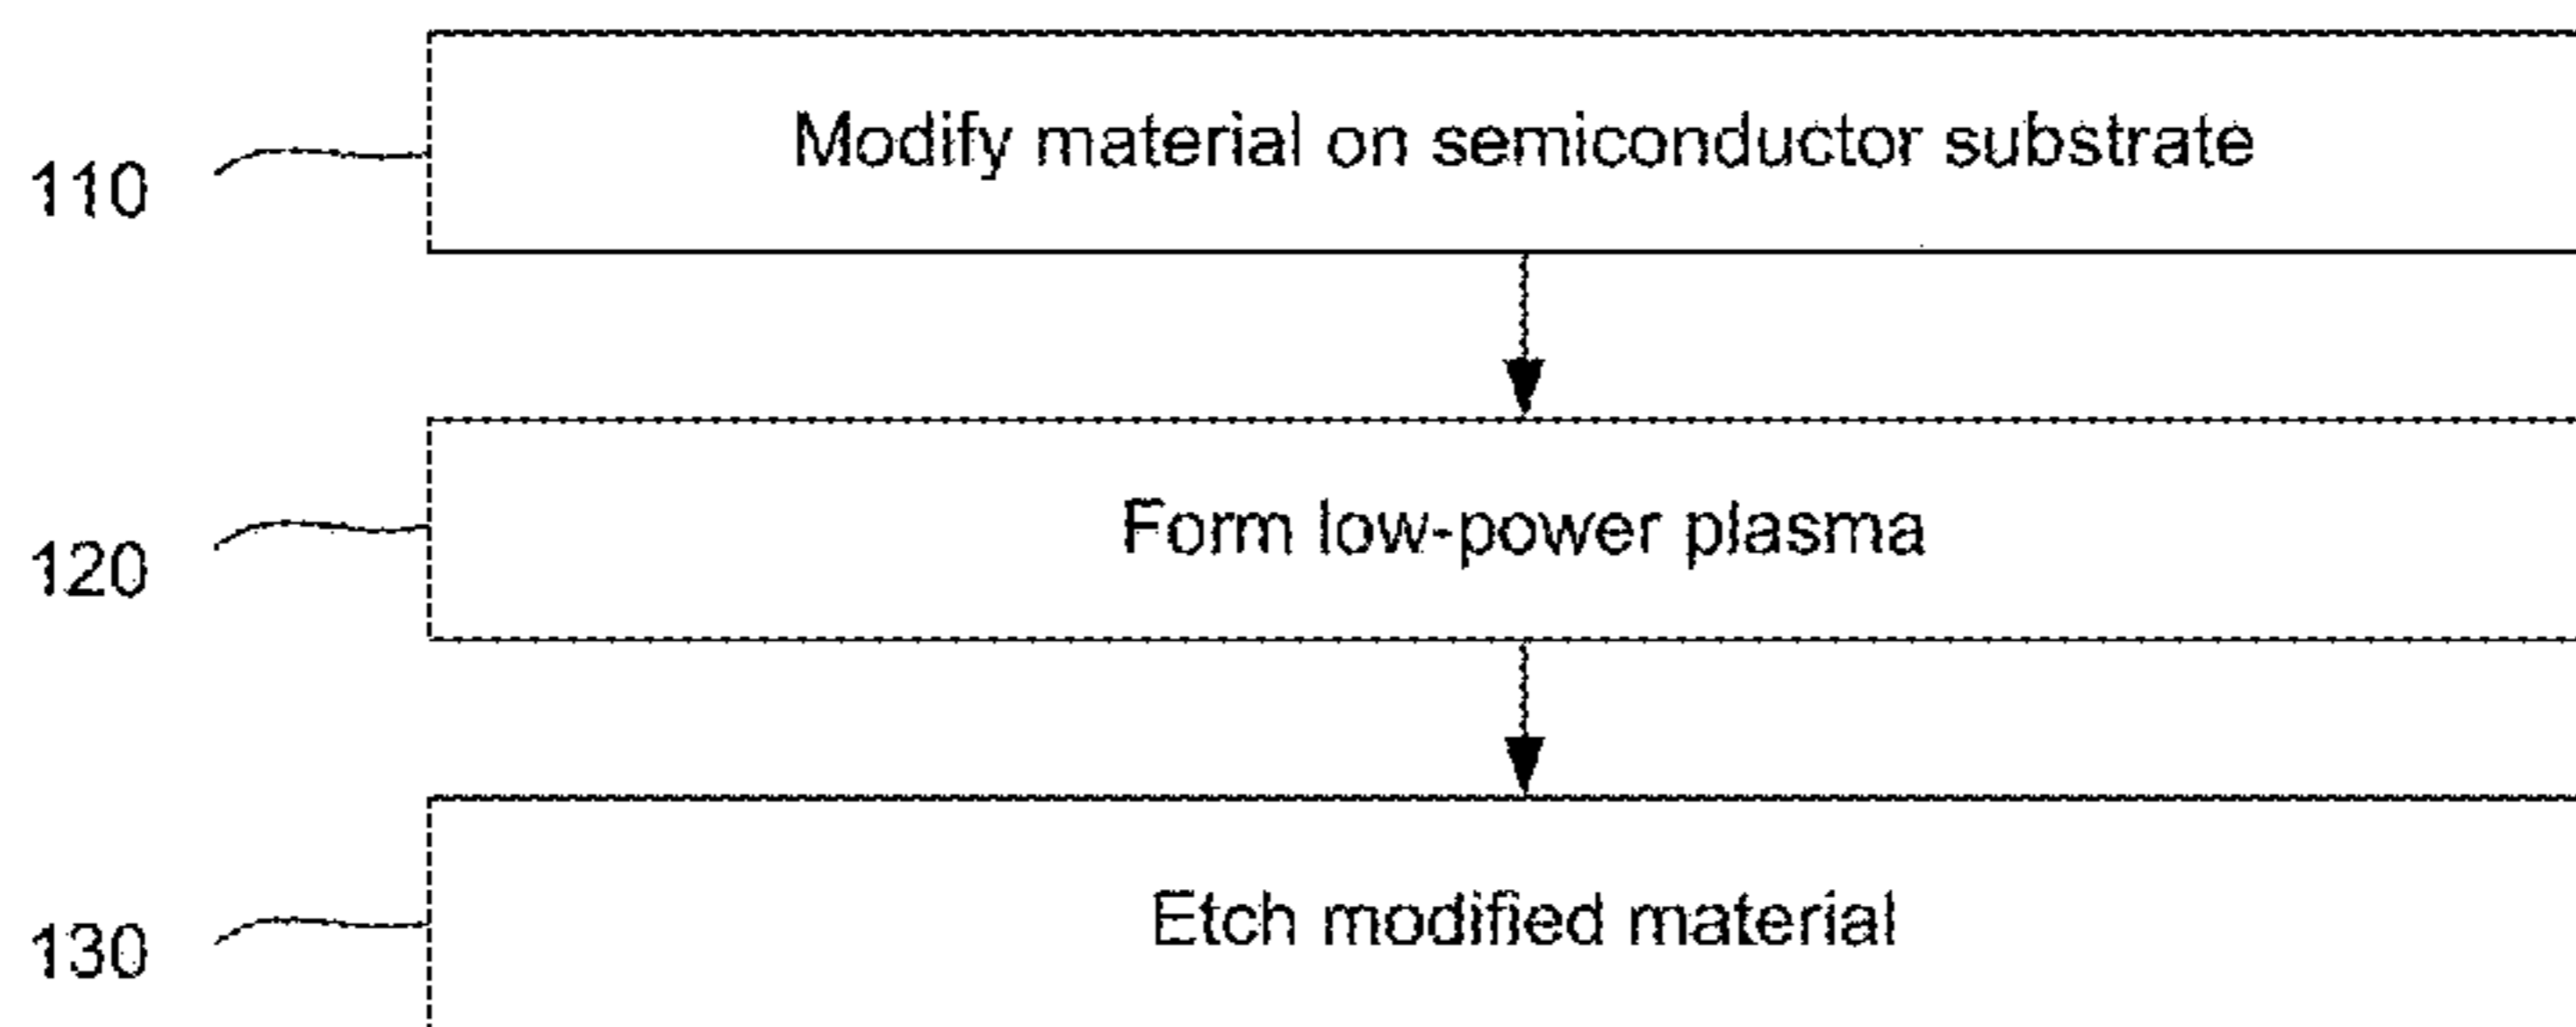 110
Modify material on semiconductor substrate
120
Form low-power plasma
130
Etch modified material